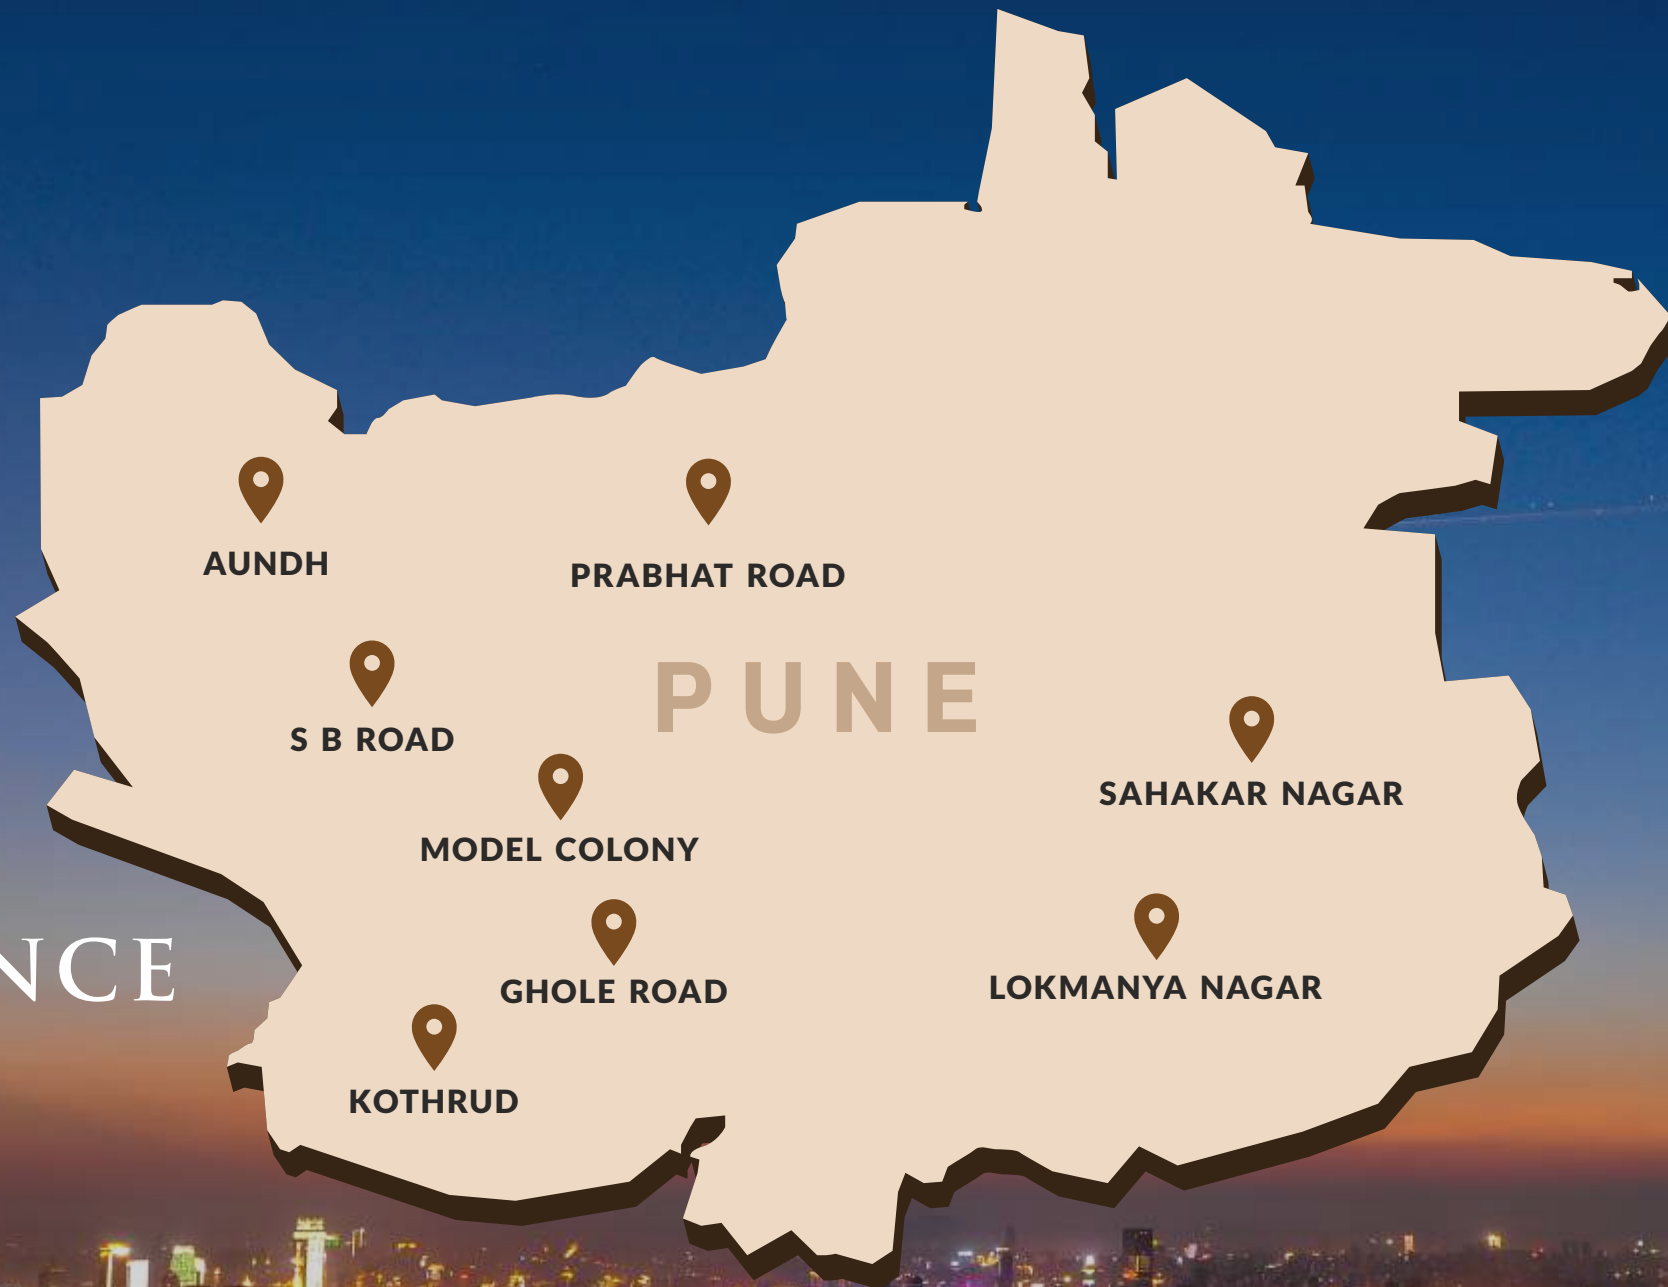 AUNDH
PRABHAT ROAD
S B ROAD
PUNE
SAHAKAR NAGAR
MODEL COLONY
GHOLE ROAD
LOKMANYA NAGAR
NCE
KOTHRUD